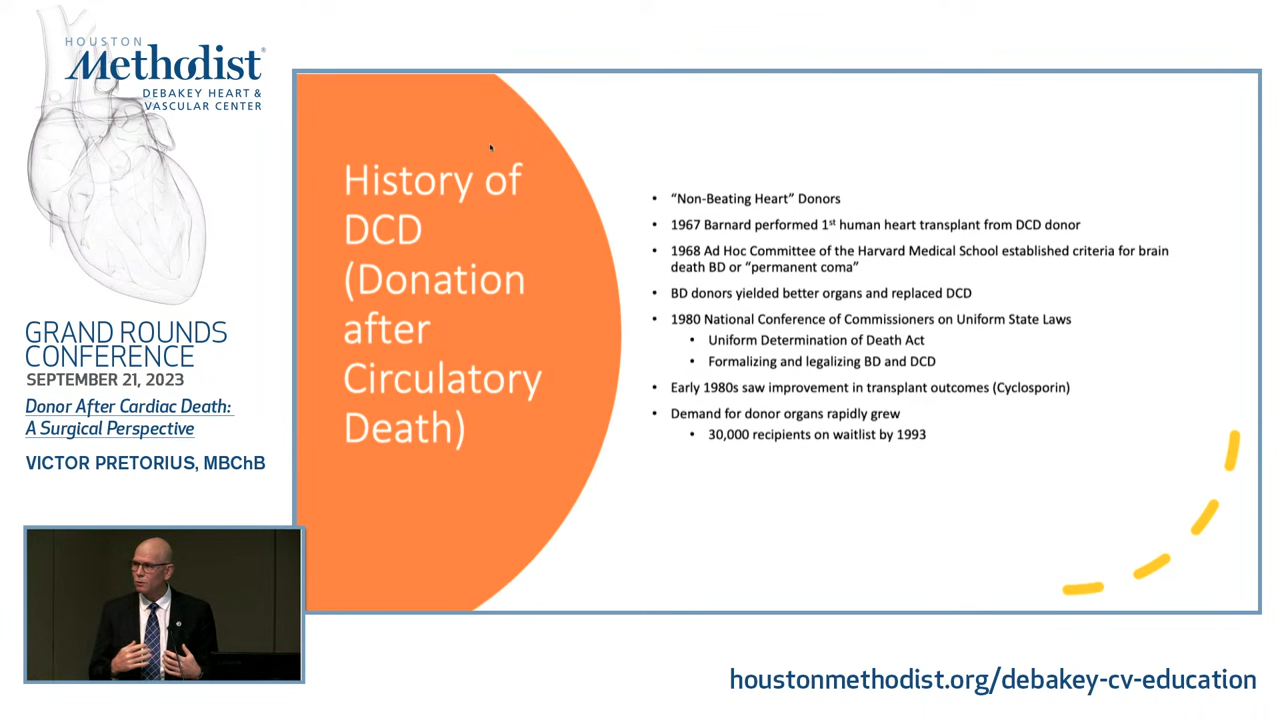 HOUSTON
Methodist®
DEBAKEY HEART &
VASCULAR CENTER
GRAND ROUNDS
CONFERENCE
SEPTEMBER 21, 2023
Donor After Cardiac Death:
A Surgical Perspective
VICTOR PRETORIUS, MBChB
History of
DCD
(Donation
after
Circulatory
Death)
• “Non-Beating Heart” Donors
• 1967 Barnard performed 1st human heart transplant from DCD donor
• 1968 Ad Hoc Committee of the Harvard Medical School established criteria for brain
death BD or “permanent coma”
• BD donors yielded better organs and replaced DCD
• 1980 National Conference of Commissioners on Uniform State Laws
• Uniform Determination of Death Act
• Formalizing and legalizing BD and DCD
• Early 1980s saw improvement in transplant outcomes (Cyclosporin)
• Demand for donor organs rapidly grew
• 30,000 recipients on waitlist by 1993
houstonmethodist.org/debakey-cv-education